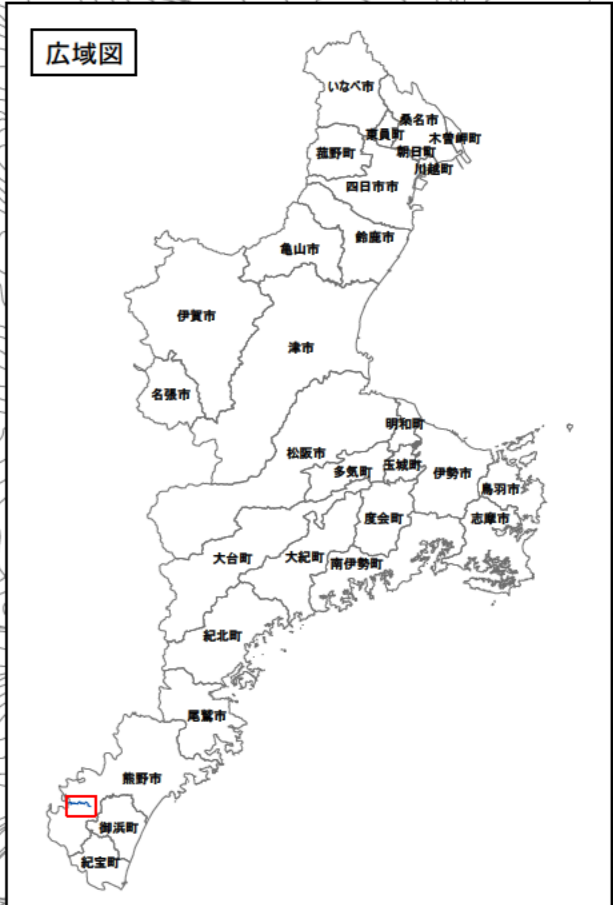 広域図
いなべ市
桑名市
東員町
木曽岬町
朝日町
菰野町
川越町
四日市市
鈴鹿市
亀山市
伊賀市
津市
名張市
明和町
松阪市
玉城町
多気町
伊勢市
鳥羽市
度会町
志摩市
大台町
大紀町
南伊勢町
紀北町
尾鷲市
熊野市
御浜町
紀宝町